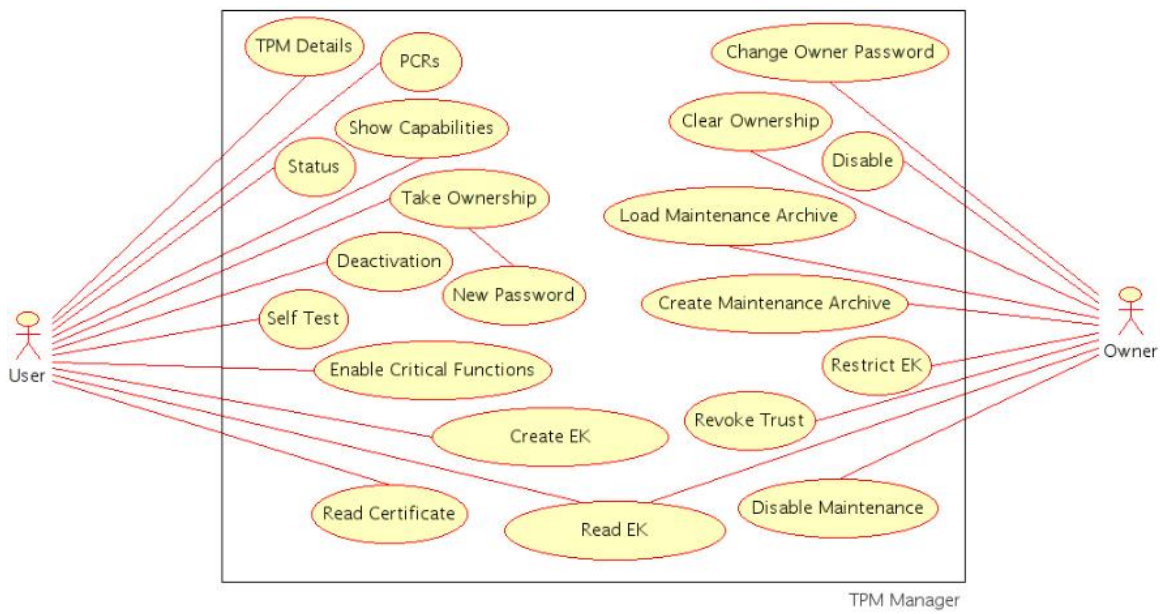 TPM Details
Change Owner Password
PCRs
Clear Ownership
Show Capabilities
Disable
Status
Take Ownership
Load Maintenance Archive
Deactivation
New Password
Create Maintenance Archive
Self Test
Owner
Restrict EK
Enable Critical Functions
User
Revoke Trust
Create EK
Disable Maintenance
Read Certificate
Read EK
TPM Manager